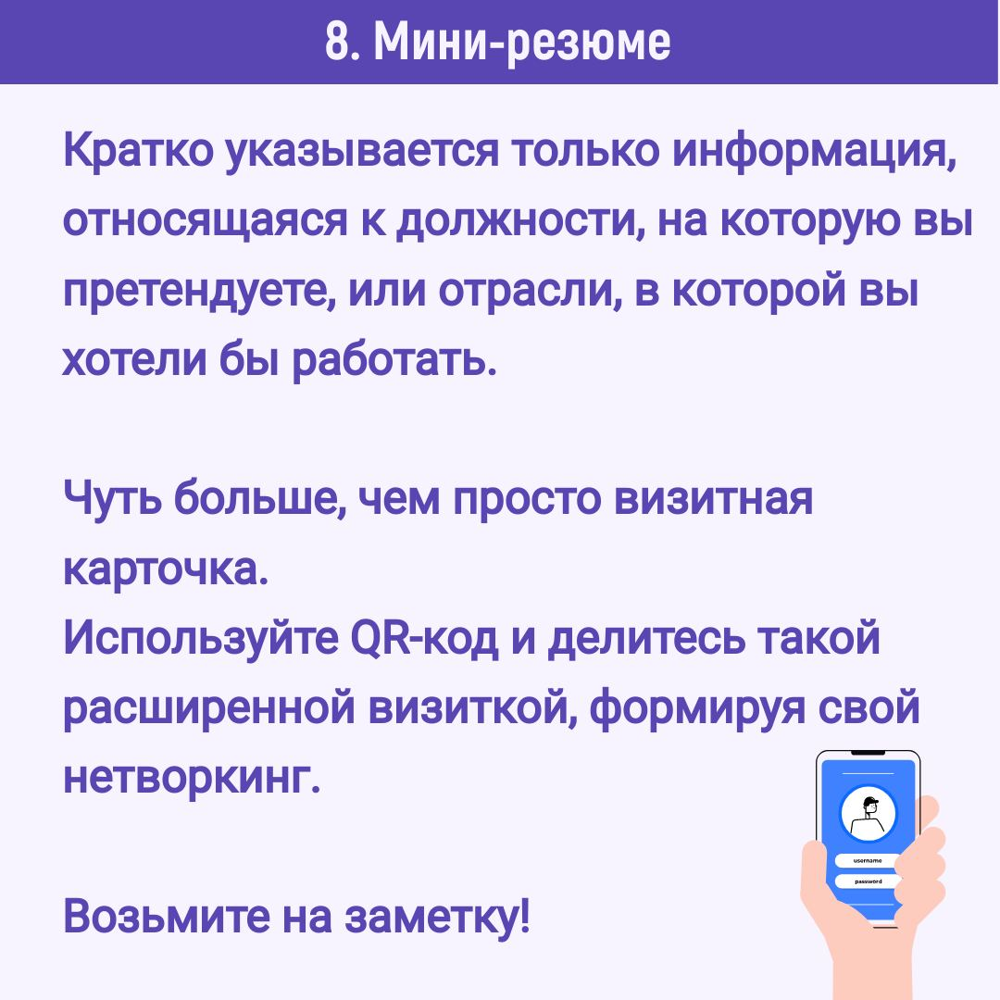 8. Мини-резюме
Кратко указывается только информация,
относящаяся к должности, на которую вы
претендуете, или отрасли, в которой вы
хотели бы работать.
Чуть больше, чем просто визитная
карточка.
Используйте QR-код и делитесь такой
расширенной визиткой, формируя свой
нетворкинг.
username
password
Возьмите на заметку!